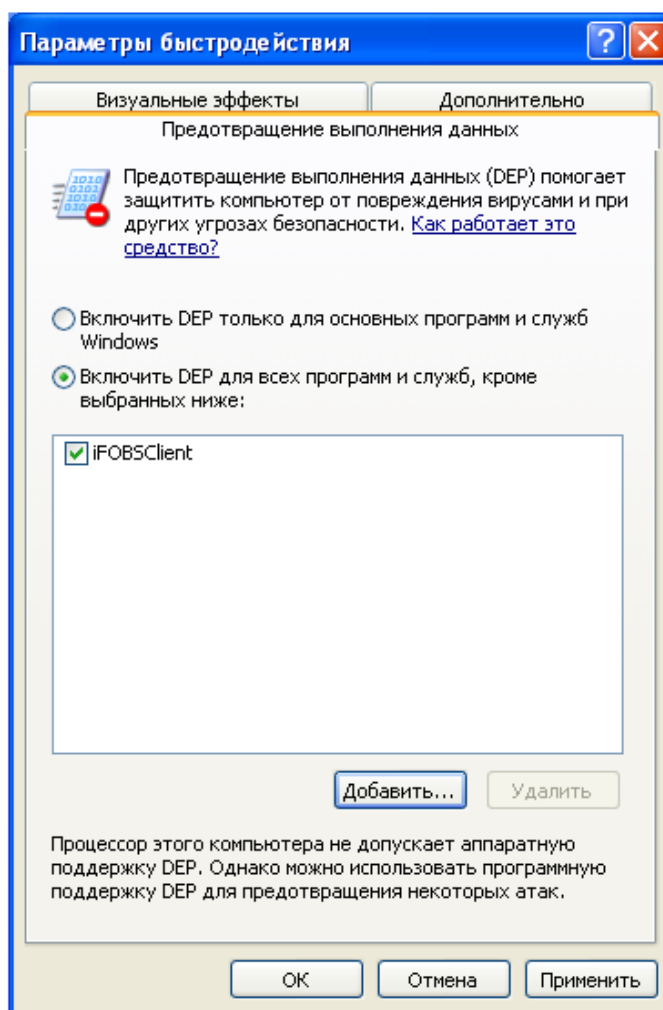 Параметры быстродействия
Визуальные эффекты
Дополнительно
Предотвращение выполнения данных
Предотвращение выполнения данных (DEP) помогает
защитить компьютер от повреждения вирусами и при
других угрозах безопасности. Как работает это
средство?
Включить DEP только для основных программ и служб
Windows
Включить DEP для всех программ и служб, кроме
выбранных ниже:
iFOBSClient
Добавить...
Удалить
Процессор этого компьютера не допускает аппаратную
поддержку DEP. Однако можно использовать программную
поддержку DEP для предотвращения некоторых атак.
ОК
Отмена
Применить